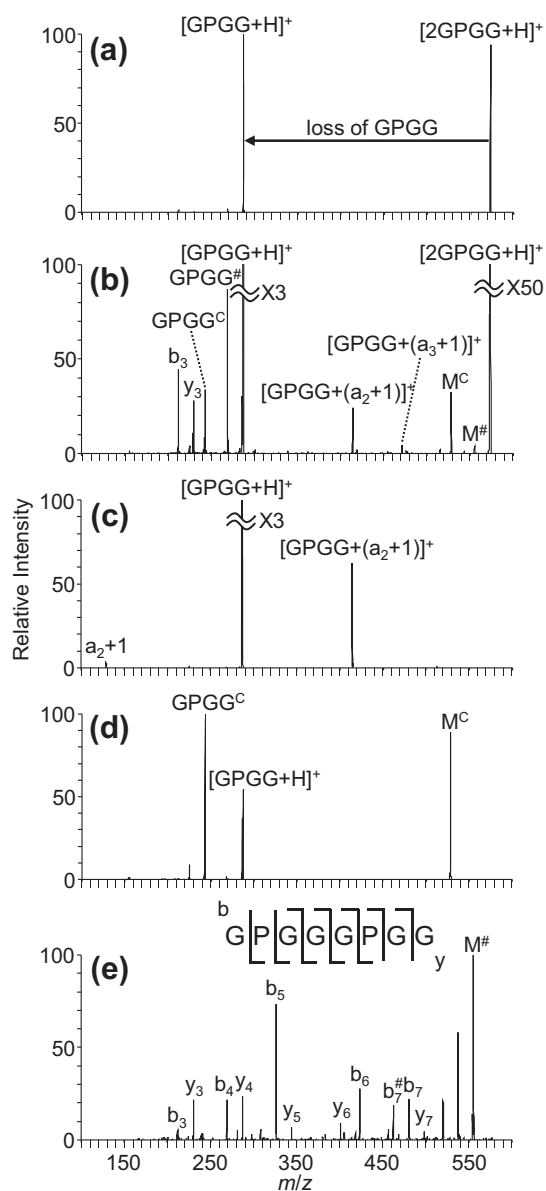 [GPGG+H]⁺ [2GPGG+H]⁺
100
(a)
loss of GPGG
50
0
[GPGG+H]⁺ [2GPGG+H]⁺
100
(b)
GPGG#
X3
X50
GPGGᶜ
[GPGG+(a₃+1)]⁺
b₃
y₃
50
[GPGG+(a₂+1)]⁺
Mᶜ
M#
0
[GPGG+H]⁺
100
(c)
X3
[GPGG+(a₂+1)]⁺
50
a₂+1
0
Relative Intensity
GPGGᶜ
100
(d)
Mᶜ
[GPGG+H]⁺
50
0
b
GPGGGPGG
y
M#
100
(e)
b₅
50
y₃
b₄
y₄
b₆
b₇#
b₇
b₃
y₅
y₆
y₇
0
150 250 350 450 550
m/z